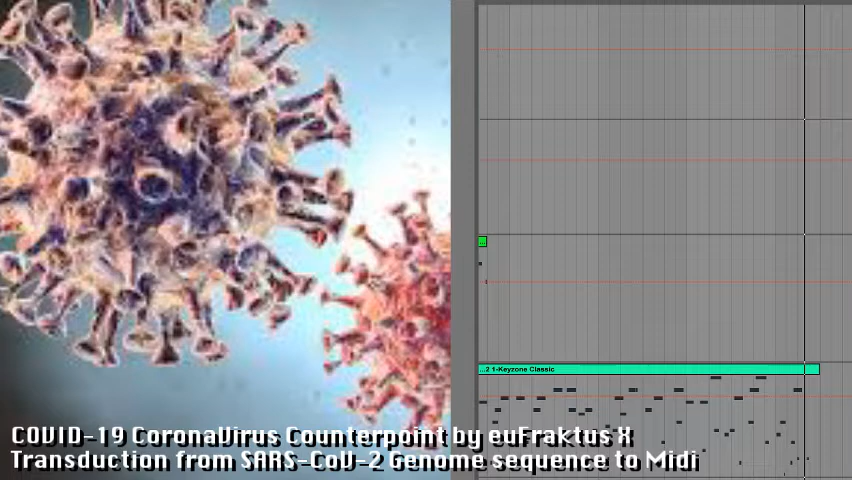 ...
...2 1-Keyzone Classic
COVID-19 CoronaVirus Counterpoint by euFraktus X
Transduction from SARS-CoV-2 Genome sequence to Midi